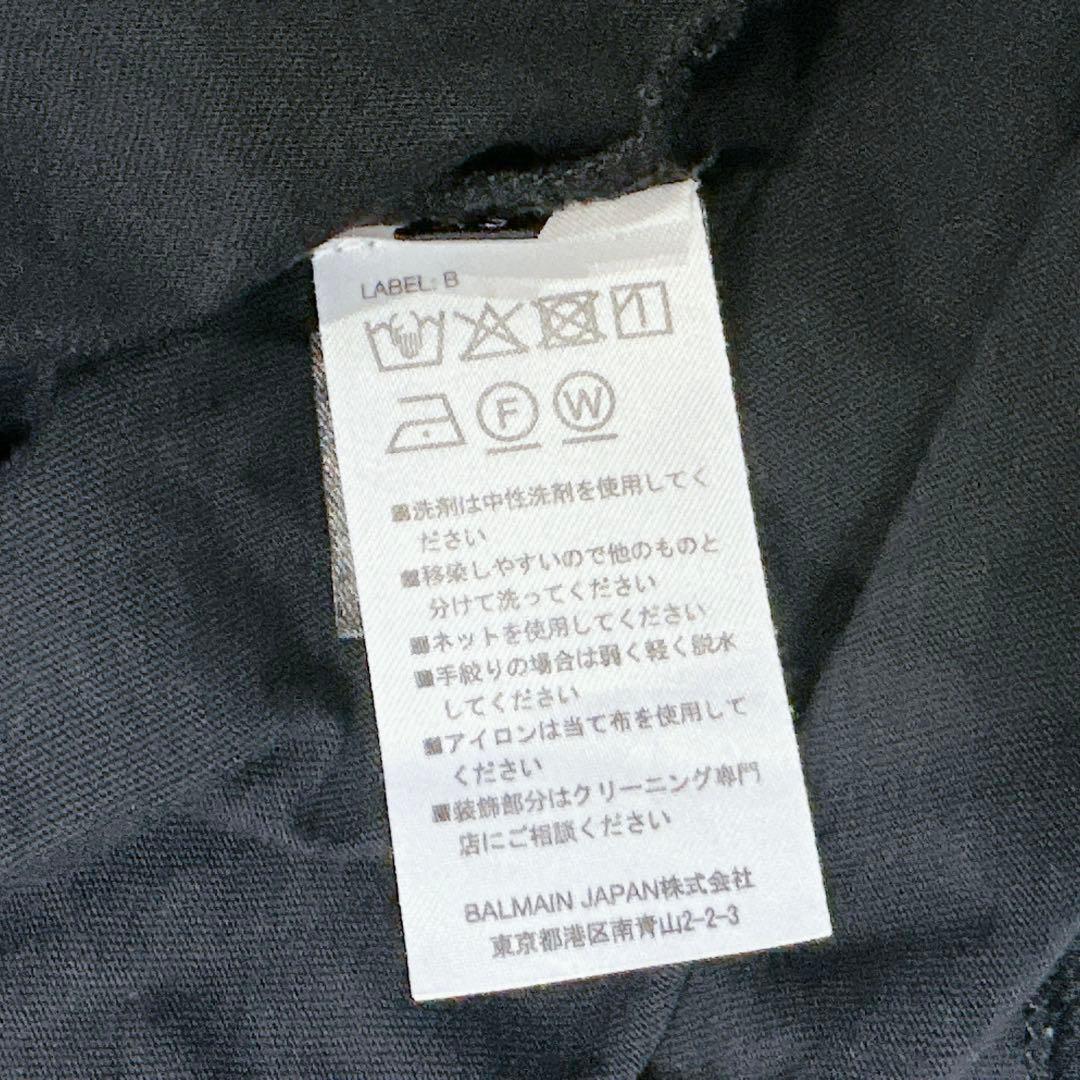 LABEL: B
F W
■洗剤は中性洗剤を使用してく
ださい
■移染しやすいので他のものと
分けて洗ってください
■ネットを使用してください
■手絞りの場合は弱く軽く脱水
してください
■アイロンは当て布を使用して
ください
■装飾部分はクリーニング専門
店にご相談ください
BALMAIN JAPAN株式会社
東京都港区南青山2-2-3